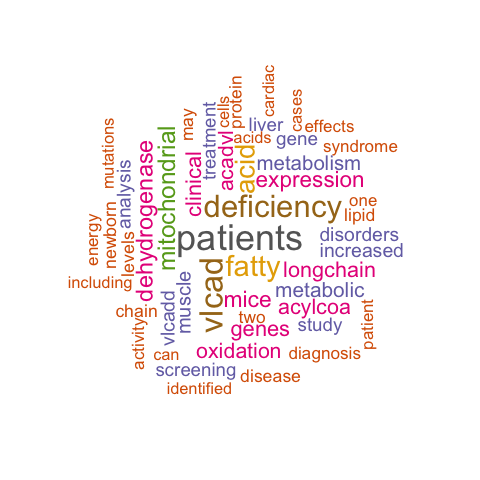 cardiac
protein
cells
cases
may
treatment
liver
effects
acids
gene
syndrome
mutations
mitochondrial
clinical
acadvl
acid
metabolism
dehydrogenase
analysis
expression
newborn
energy
levels
deficiency
one
lipid
patients
disorders
increased
including
vlcad
fatty
longchain
muscle
metabolic
vlcadd
mice
acylcoa
chain
two
genes
study
patient
activity
can
oxidation
diagnosis
screening
disease
identified